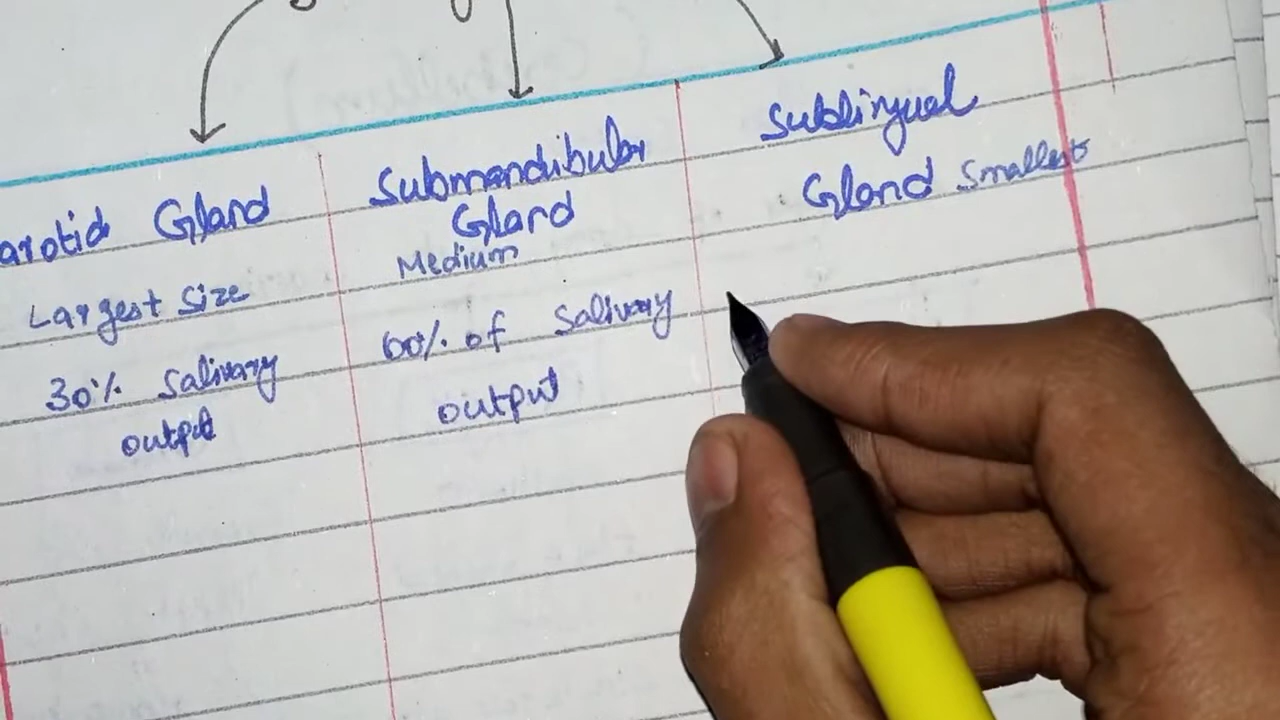 arotid Gland
Largest Size
30% Salivary
output
Submandibular
Gland
Medium
60% of Salivary
output
Sublingual
Gland Smallest